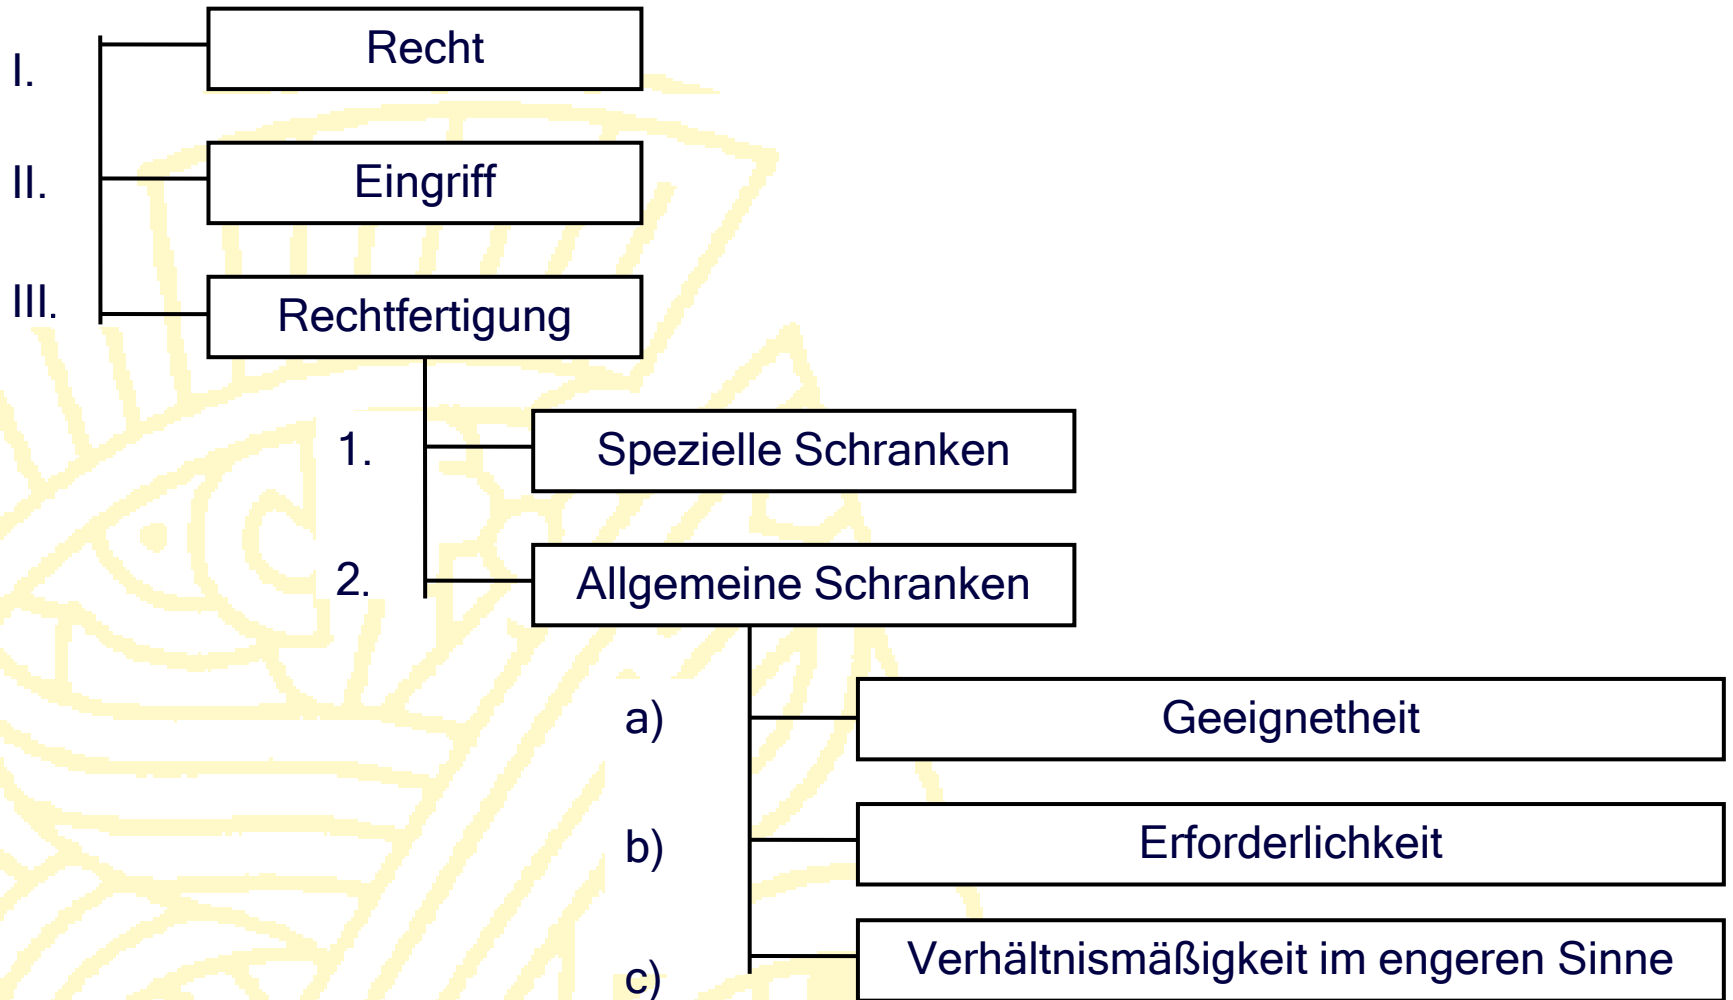 I. Recht
II. Eingriff
III. Rechtfertigung
1. Spezielle Schranken
2. Allgemeine Schranken
a) Geeignetheit
b) Erforderlichkeit
c) Verhältnismäßigkeit im engeren Sinne